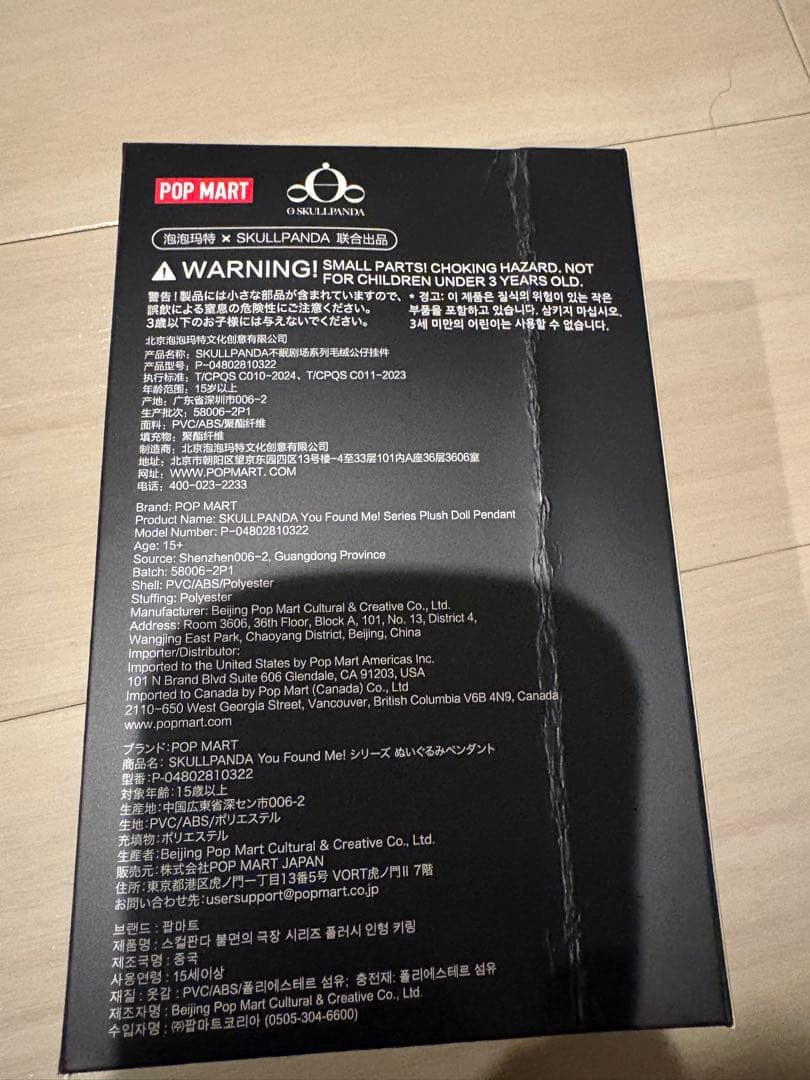 POP MART
O SKULLPANDA
泡泡玛特 × SKULLPANDA 联合出品
WARNING! SMALL PARTS! CHOKING HAZARD. NOT
FOR CHILDREN UNDER 3 YEARS OLD.
警告！製品には小さな部品が含まれていますので、
誤飲による窒息の危険性にご注意ください。
3歳以下のお子様には与えないでください。
• 경고: 이 제품은 질식의 위험이 있는 작은
부품을 포함하고 있습니다. 삼키지 마십시오.
3세 미만의 어린이는 사용할 수 없습니다.
北京泡泡玛特文化创意有限公司
产品名称：SKULLPANDA不眠剧场系列毛绒公仔挂件
产品型号：P-04802810322
执行标准：T/CPQS C010-2024、T/CPQS C011-2023
年龄范围：15岁以上
产地：广东省深圳市006-2
生产批次：58006-2P1
面料：PVC/ABS/聚酯纤维
填充物：聚酯纤维
制造商：北京泡泡玛特文化创意有限公司
地址：北京市朝阳区望京东园四区13号楼-4至33层101内A座36层3606室
网址：WWW.POPMART.COM
电话：400-023-2233
Brand: POP MART
Product Name: SKULLPANDA You Found Me! Series Plush Doll Pendant
Model Number: P-04802810322
Age: 15+
Source: Shenzhen006-2, Guangdong Province
Batch: 58006-2P1
Shell: PVC/ABS/Polyester
Stuffing: Polyester
Manufacturer: Beijing Pop Mart Cultural & Creative Co., Ltd.
Address: Room 3606, 36th Floor, Block A, 101, No. 13, District 4,
Wangjing East Park, Chaoyang District, Beijing, China
Importer/Distributor:
Imported to the United States by Pop Mart Americas Inc.
101 N Brand Blvd Suite 606 Glendale, CA 91203, USA
Imported to Canada by Pop Mart (Canada) Co., Ltd
2110-650 West Georgia Street, Vancouver, British Columbia V6B 4N9, Canada
www.popmart.com
ブランド：POP MART
商品名：SKULLPANDA You Found Me! シリーズ ぬいぐるみペンダント
型番：P-04802810322
対象年齢：15歳以上
生産地：中国広東省深セン市006-2
生地：PVC/ABS/ポリエステル
充填物：ポリエステル
生産者：Beijing Pop Mart Cultural & Creative Co., Ltd.
販売元：株式会社POP MART JAPAN
住所：東京都港区虎ノ門一丁目13番5号 VORT虎ノ門II 7階
お問い合わせ先：usersupport@popmart.co.jp
브랜드 : 팝마트
제품명 : 스컬판다 불면의 극장 시리즈 플러시 인형 키링
제조국명 : 중국
사용연령 : 15세이상
재질 : 옷감 : PVC/ABS/폴리에스테르 섬유; 충전재: 폴리에스테르 섬유
제조자명 : Beijing Pop Mart Cultural & Creative Co., Ltd.
수입자명 : ㈜팝마트코리아 (0505-304-6600)